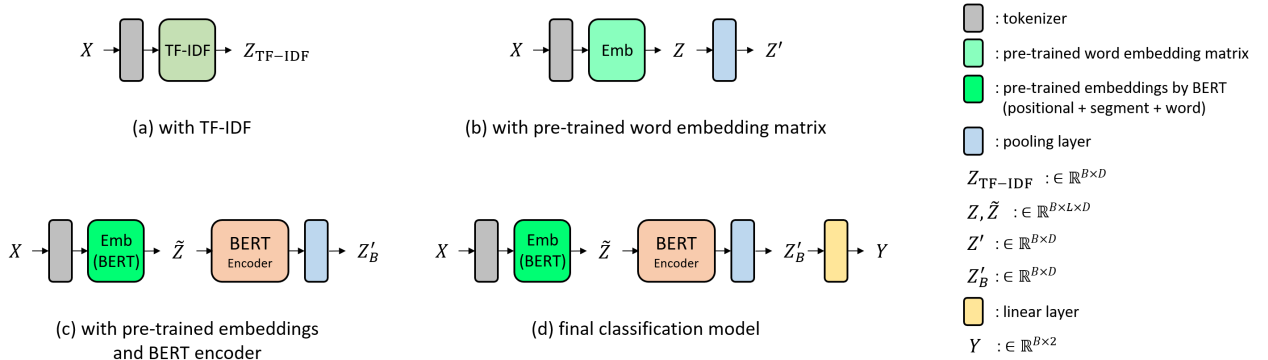 X TF-IDF Z_TF−IDF
(a) with TF-IDF
X Emb Z Z′
(b) with pre-trained word embedding matrix
X Emb (BERT) Z̃ BERT Encoder Z′_B
(c) with pre-trained embeddings
and BERT encoder
X Emb (BERT) Z̃ BERT Encoder Z′_B Y
(d) final classification model
: tokenizer
: pre-trained word embedding matrix
: pre-trained embeddings by BERT
(positional + segment + word)
: pooling layer
Z_TF−IDF : ∈ ℝ^{B×D}
Z, Z̃ : ∈ ℝ^{B×L×D}
Z′ : ∈ ℝ^{B×D}
Z′_B : ∈ ℝ^{B×D}
: linear layer
Y : ∈ ℝ^{B×2}